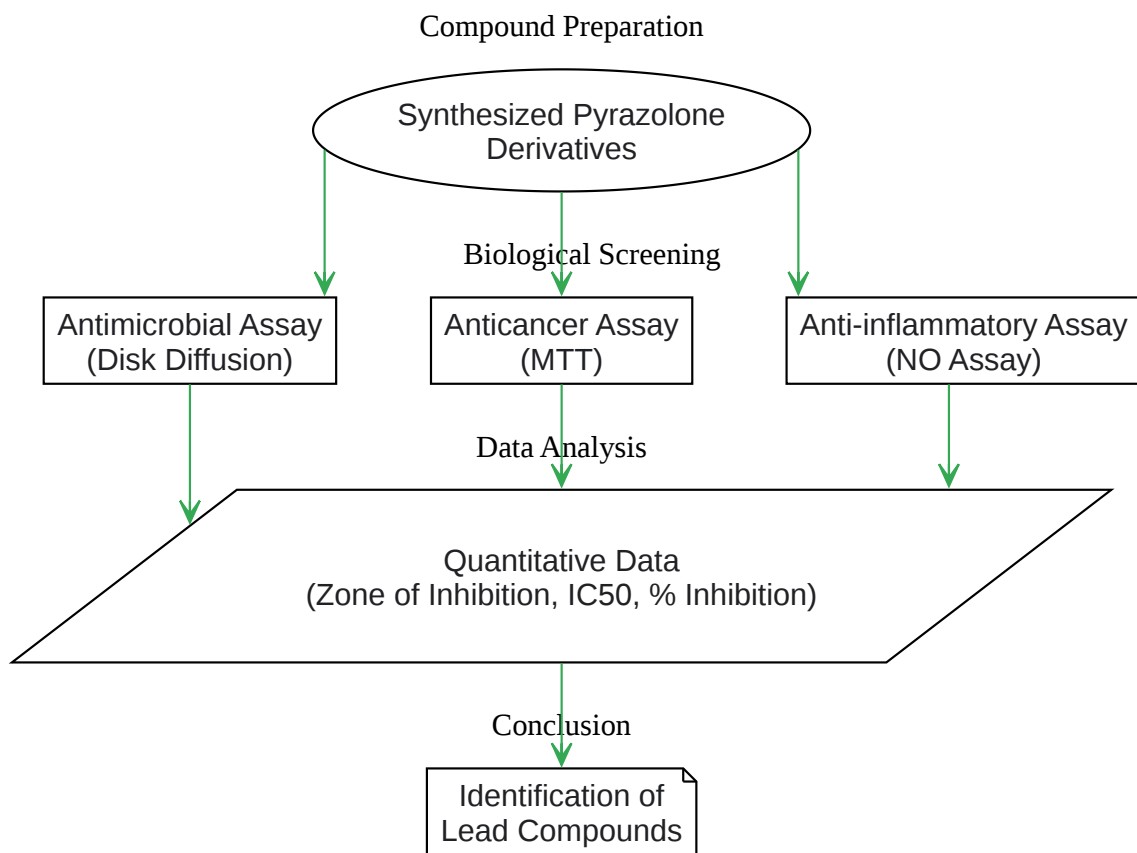 Compound Preparation
Synthesized Pyrazolone
Derivatives
Biological Screening
Antimicrobial Assay
(Disk Diffusion)
Anticancer Assay
(MTT)
Anti-inflammatory Assay
(NO Assay)
Data Analysis
Quantitative Data
(Zone of Inhibition, IC50, % Inhibition)
Conclusion
Identification of
Lead Compounds